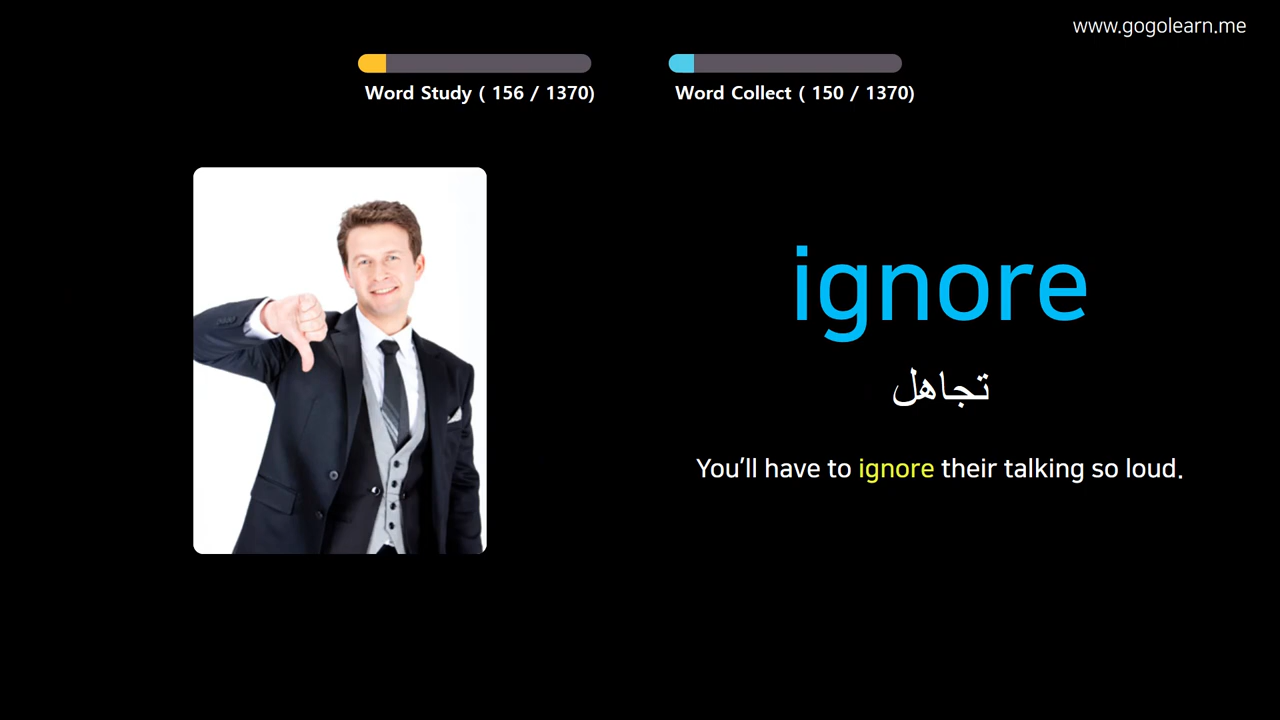 www.gogolearn.me
Word Study ( 156 / 1370)
Word Collect ( 150 / 1370)
ignore
تجاهل
You’ll have to ignore their talking so loud.